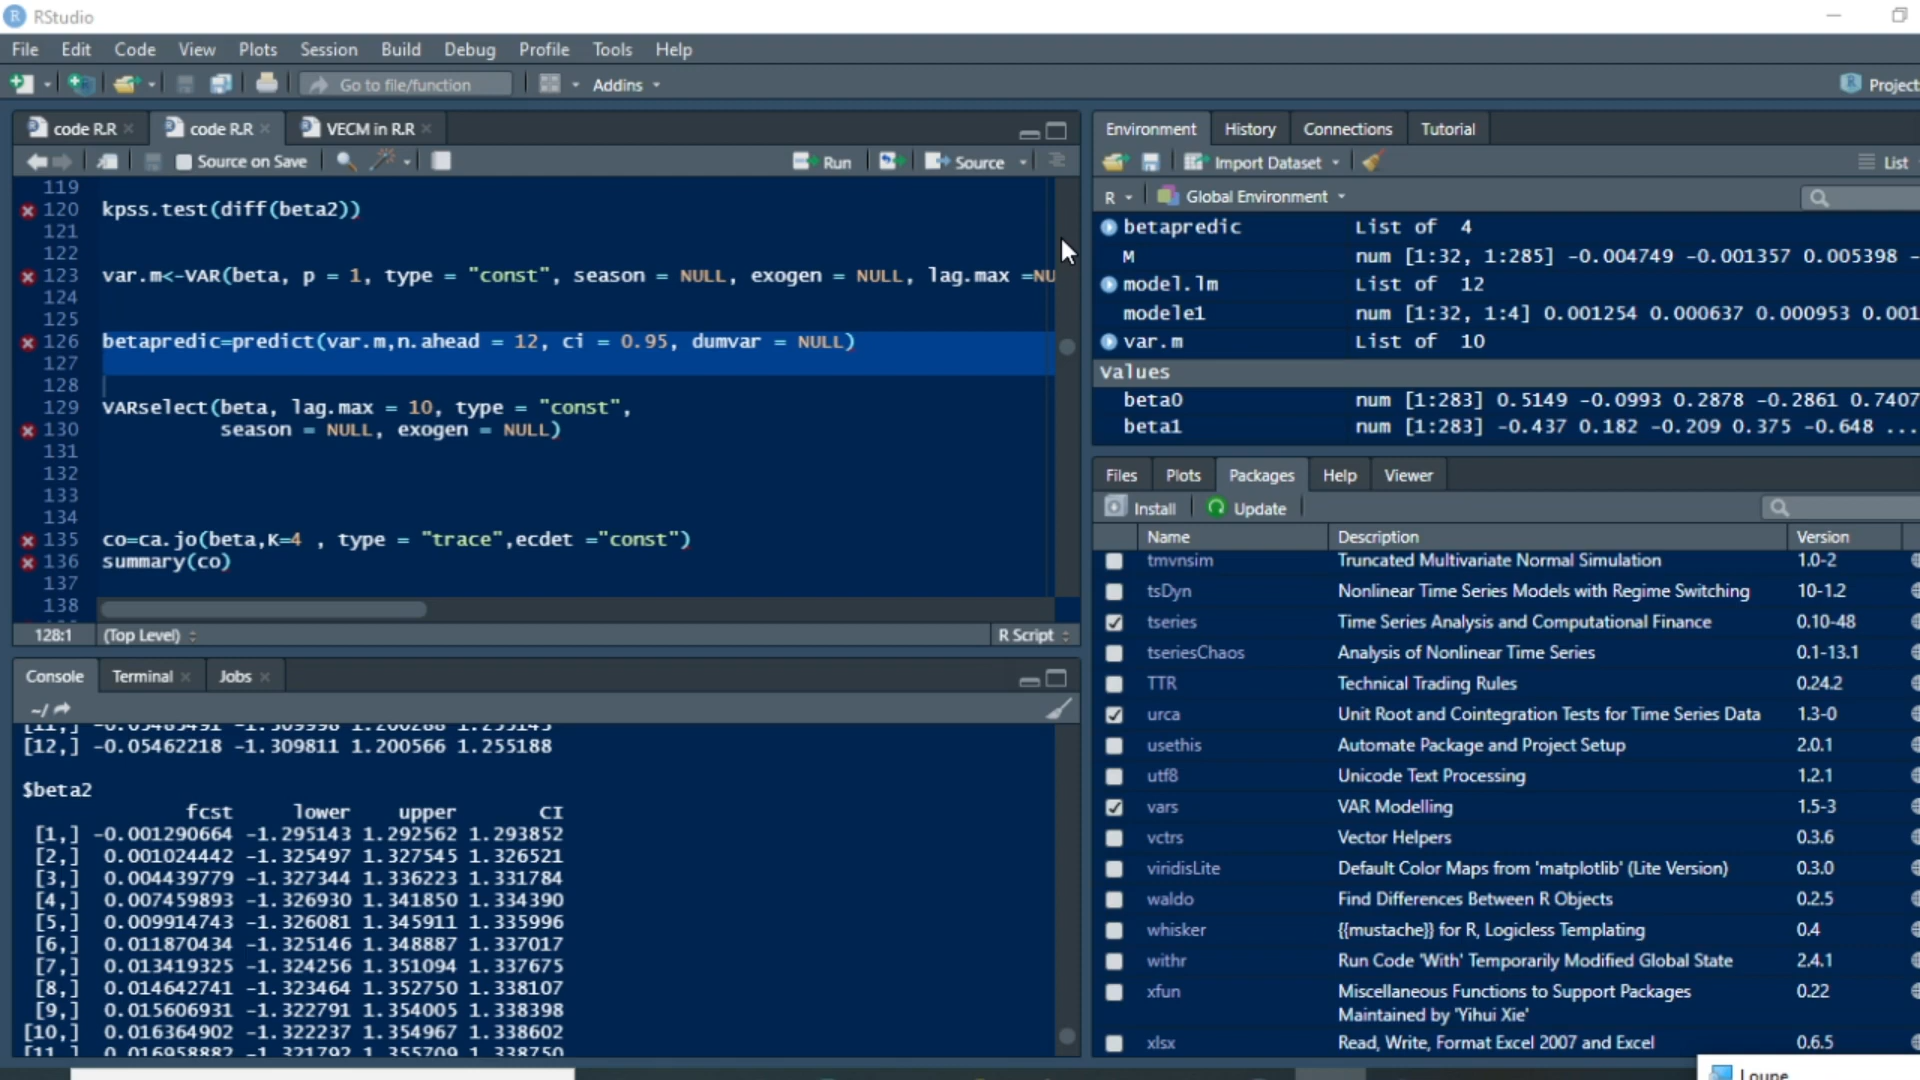 RStudio
File Edit Code View Plots Session Build Debug Profile Tools Help
Go to file/function Addins
Project
code R.R code R.R VECM in R.R
Source on Save Run Source
119
120 kpss.test(diff(beta2))
121
122
123 var.m<-VAR(beta, p = 1, type = "const", season = NULL, exogen = NULL, lag.max =NU
124
125
126 betapredic=predict(var.m,n.ahead = 12, ci = 0.95, dumvar = NULL)
127
128
129 VARselect(beta, lag.max = 10, type = "const",
130 season = NULL, exogen = NULL)
131
132
133
134
135 co=ca.jo(beta,K=4 , type = "trace",ecdet ="const")
136 summary(co)
137
138
128:1 (Top Level) R Script
Console Terminal Jobs
~/
[12,] -0.05462218 -1.309811 1.200566 1.255188
$beta2
fcst lower upper CI
[1,] -0.001290664 -1.295143 1.292562 1.293852
[2,] 0.001024442 -1.325497 1.327545 1.326521
[3,] 0.004439779 -1.327344 1.336223 1.331784
[4,] 0.007459893 -1.326930 1.341850 1.334390
[5,] 0.009914743 -1.326081 1.345911 1.335996
[6,] 0.011870434 -1.325146 1.348887 1.337017
[7,] 0.013419325 -1.324256 1.351094 1.337675
[8,] 0.014642741 -1.323464 1.352750 1.338107
[9,] 0.015606931 -1.322791 1.354005 1.338398
[10,] 0.016364902 -1.322237 1.354967 1.338602
[11,] 0.016958882 -1.321792 1.355709 1.338750
Environment History Connections Tutorial
Import Dataset List
R Global Environment
betapredic List of 4
M num [1:32, 1:285] -0.004749 -0.001357 0.005398 -
model.lm List of 12
modele1 num [1:32, 1:4] 0.001254 0.000637 0.000953 0.001
var.m List of 10
Values
beta0 num [1:283] 0.5149 -0.0993 0.2878 -0.2861 0.7407
beta1 num [1:283] -0.437 0.182 -0.209 0.375 -0.648 ...
Files Plots Packages Help Viewer
Install Update
Name Description Version
tmvnsim Truncated Multivariate Normal Simulation 1.0-2
tsDyn Nonlinear Time Series Models with Regime Switching 10-1.2
tseries Time Series Analysis and Computational Finance 0.10-48
tseriesChaos Analysis of Nonlinear Time Series 0.1-13.1
TTR Technical Trading Rules 0.24.2
urca Unit Root and Cointegration Tests for Time Series Data 1.3-0
usethis Automate Package and Project Setup 2.0.1
utf8 Unicode Text Processing 1.2.1
vars VAR Modelling 1.5-3
vctrs Vector Helpers 0.3.6
viridisLite Default Color Maps from 'matplotlib' (Lite Version) 0.3.0
waldo Find Differences Between R Objects 0.2.5
whisker {{mustache}} for R, Logicless Templating 0.4
withr Run Code 'With' Temporarily Modified Global State 2.4.1
xfun Miscellaneous Functions to Support Packages 0.22
Maintained by 'Yihui Xie'
xlsx Read, Write, Format Excel 2007 and Excel 0.6.5
Loupe